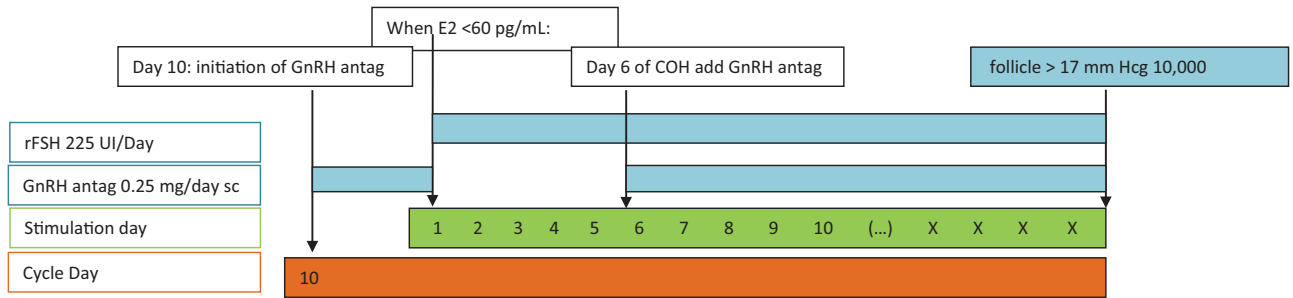 When E2 <60 pg/mL:
Day 10: initiation of GnRH antag
Day 6 of COH add GnRH antag
follicle > 17 mm Hcg 10,000
rFSH 225 UI/Day
GnRH antag 0.25 mg/day sc
Stimulation day
1 2 3 4 5 6 7 8 9 10 (...) X X X X
Cycle Day
10